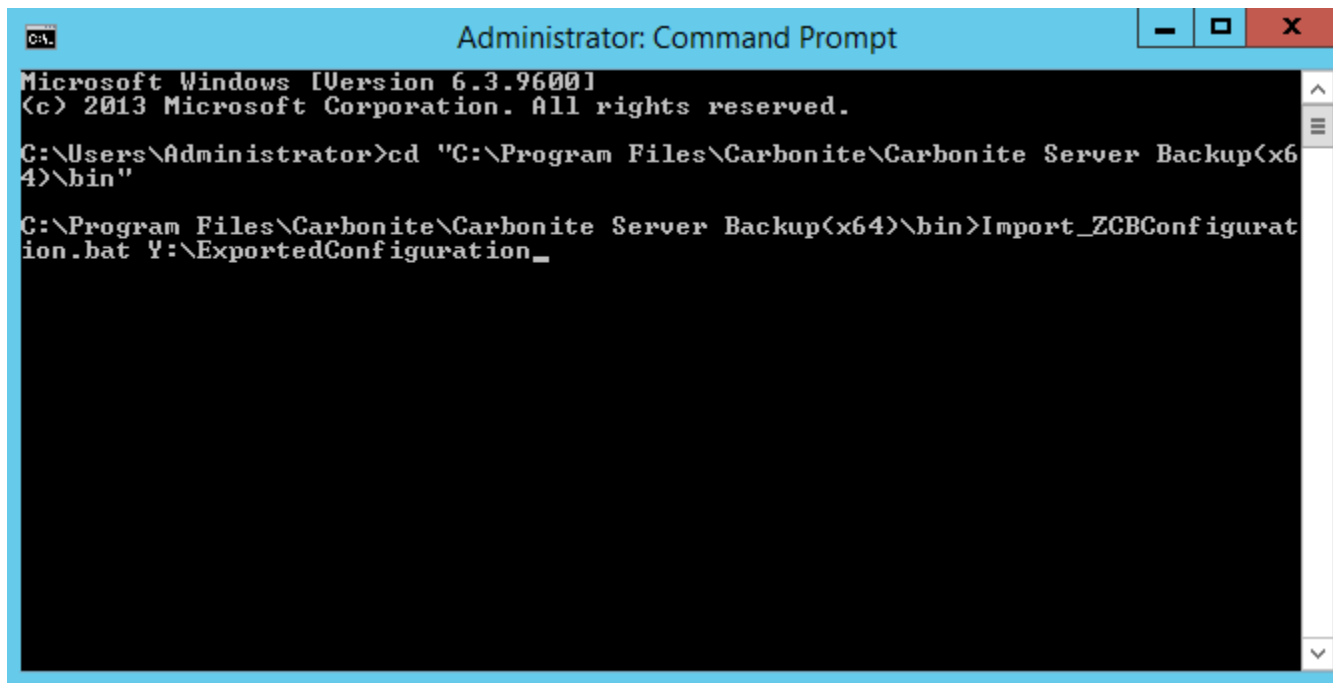 Administrator: Command Prompt
Microsoft Windows [Version 6.3.9600]
(c) 2013 Microsoft Corporation. All rights reserved.
C:\Users\Administrator>cd "C:\Program Files\Carbonite\Carbonite Server Backup(x6
4)\bin"
C:\Program Files\Carbonite\Carbonite Server Backup(x64)\bin>Import_ZCBConfigurat
ion.bat Y:\ExportedConfiguration_